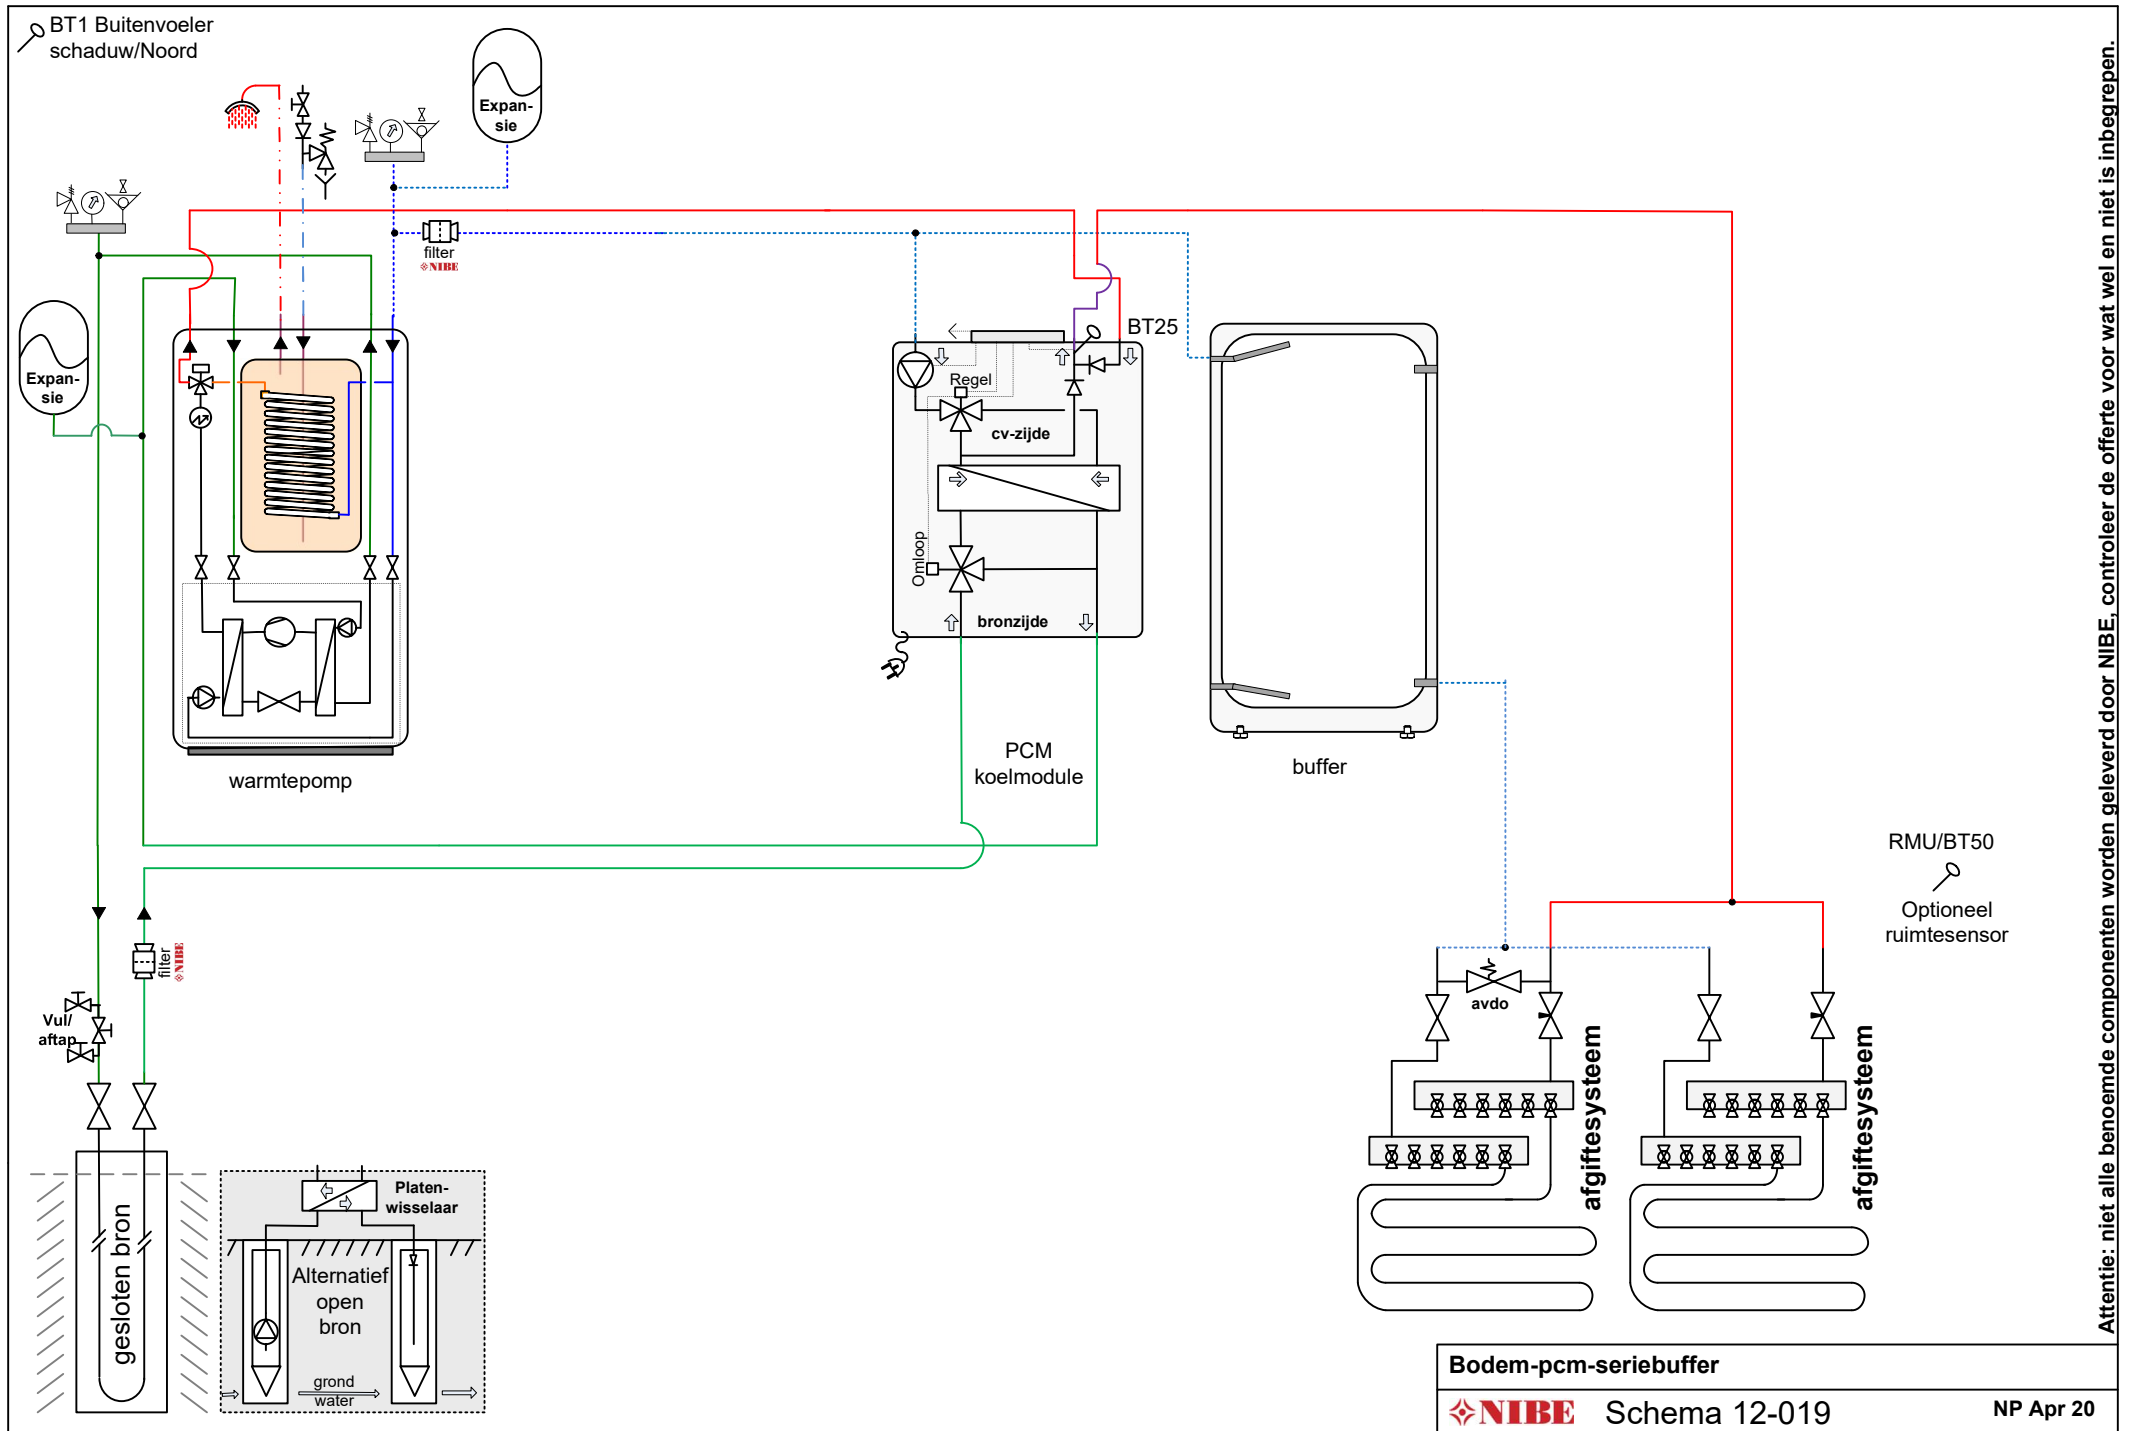 BT1 Buitenvoeler
schaduw/Noord
Expan-
sie
filter
NIBE
Expan-
sie
warmtepomp
BT25
Regel
cv-zijde
Omloop
bronzijde
PCM
koelmodule
buffer
RMU/BT50
Optioneel
ruimtesensor
filter
NIBE
Vul/
aftap
avdo
afgiftesysteem
afgiftesysteem
gesloten bron
Platen-
wisselaar
Alternatief
open
bron
grond
water
Attentie: niet alle benoemde componenten worden geleverd door NIBE, controleer de offerte voor wat wel en niet is inbegrepen.
Bodem-pcm-seriebuffer
NIBE Schema 12-019 NP Apr 20